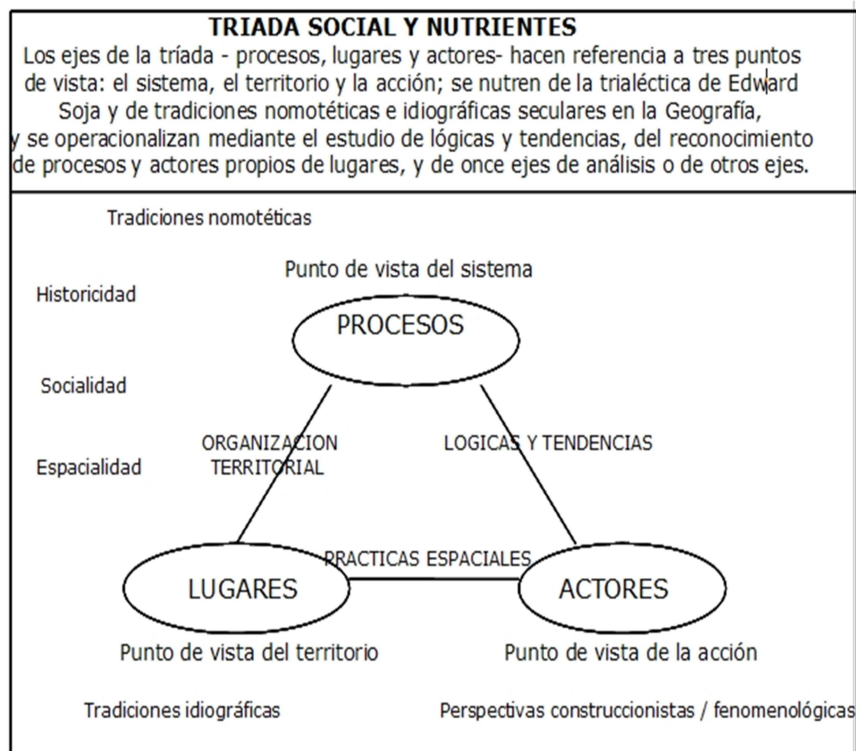 TRIADA SOCIAL Y NUTRIENTES
Los ejes de la tríada - procesos, lugares y actores- hacen referencia a tres puntos
de vista: el sistema, el territorio y la acción; se nutren de la trialéctica de Edward
Soja y de tradiciones nomotéticas e idiográficas seculares en la Geografía,
y se operacionalizan mediante el estudio de lógicas y tendencias, del reconocimiento
de procesos y actores propios de lugares, y de once ejes de análisis o de otros ejes.
Tradiciones nomotéticas
Punto de vista del sistema
Historicidad
PROCESOS
Socialidad
ORGANIZACION
TERRITORIAL
LOGICAS Y TENDENCIAS
Espacialidad
PRACTICAS ESPACIALES
LUGARES
ACTORES
Punto de vista del territorio
Punto de vista de la acción
Tradiciones idiográficas
Perspectivas construccionistas / fenomenológicas